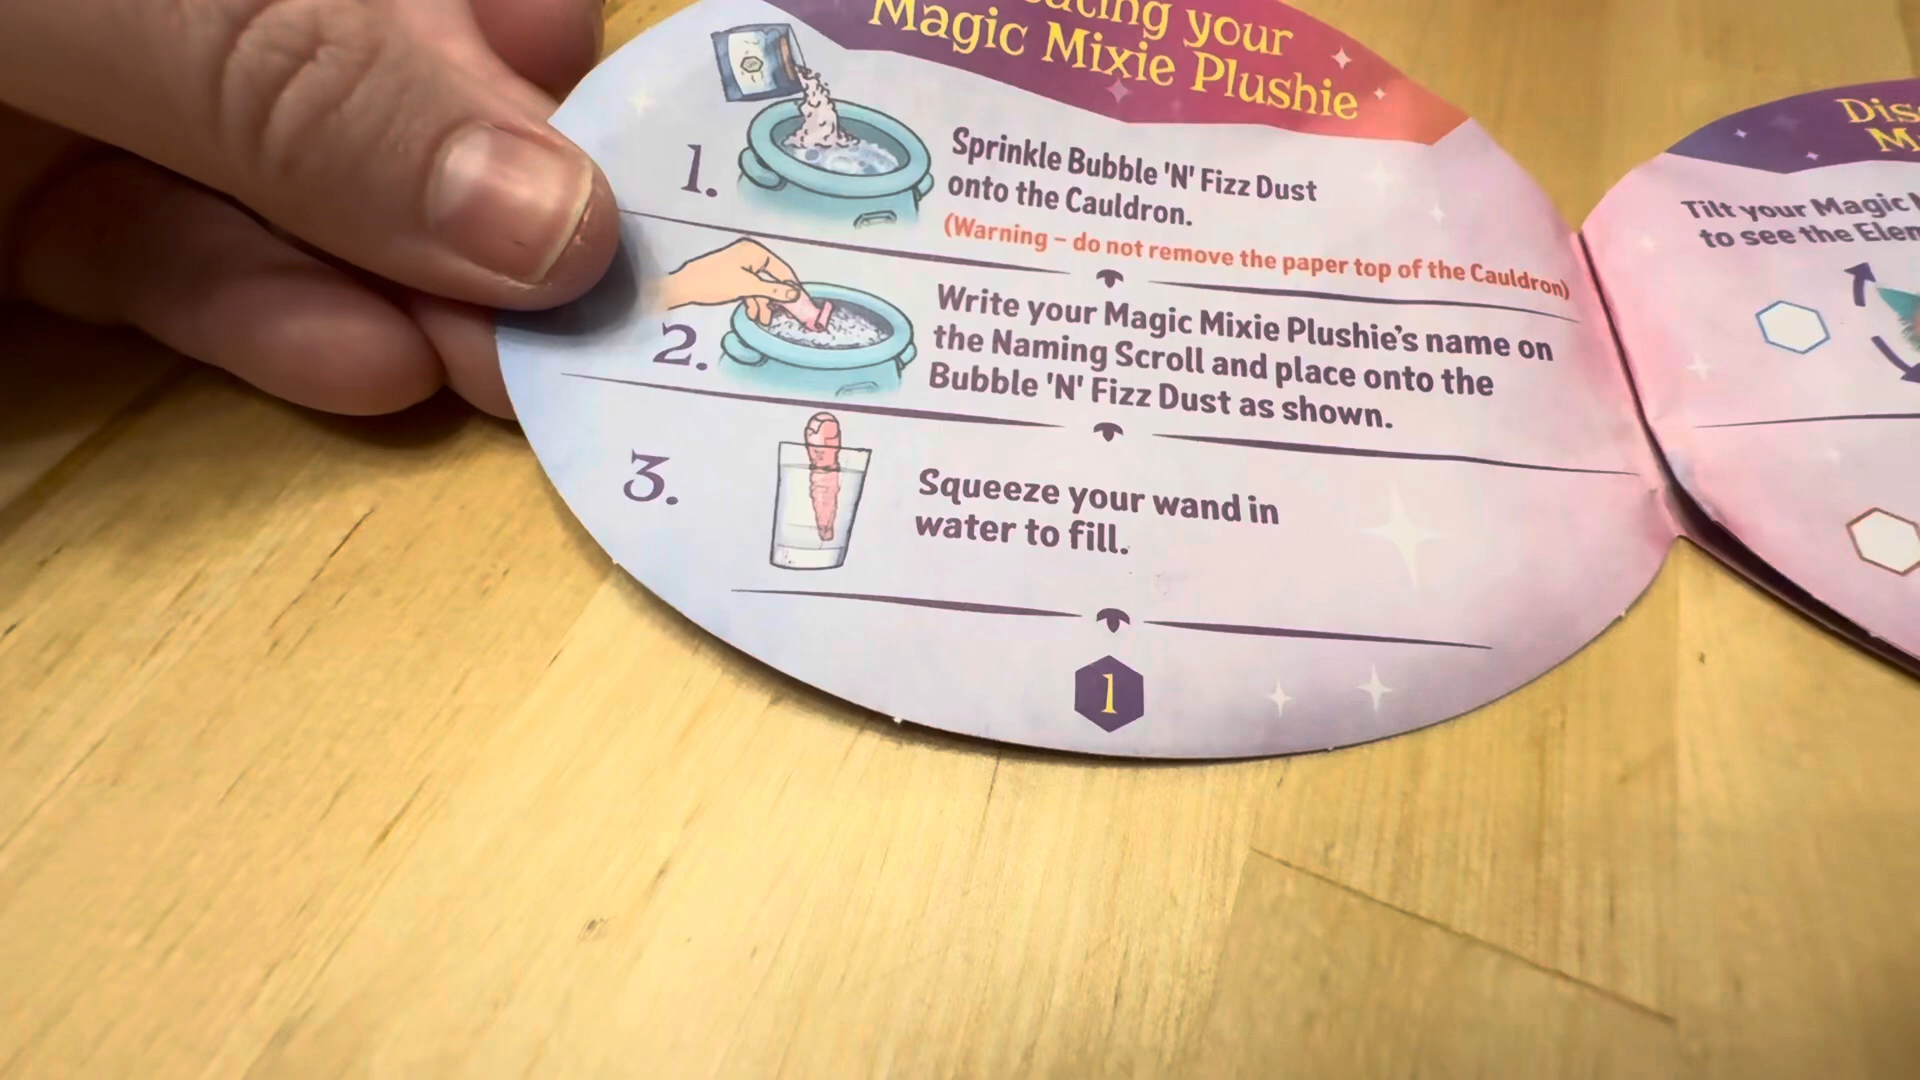 your
Magic Mixie Plushie
1.
Sprinkle Bubble 'N' Fizz Dust
onto the Cauldron.
(Warning – do not remove the paper top of the Cauldron)
2.
Write your Magic Mixie Plushie's name on
the Naming Scroll and place onto the
Bubble 'N' Fizz Dust as shown.
3.
Squeeze your wand in
water to fill.
1
Tilt your Magic
to see the